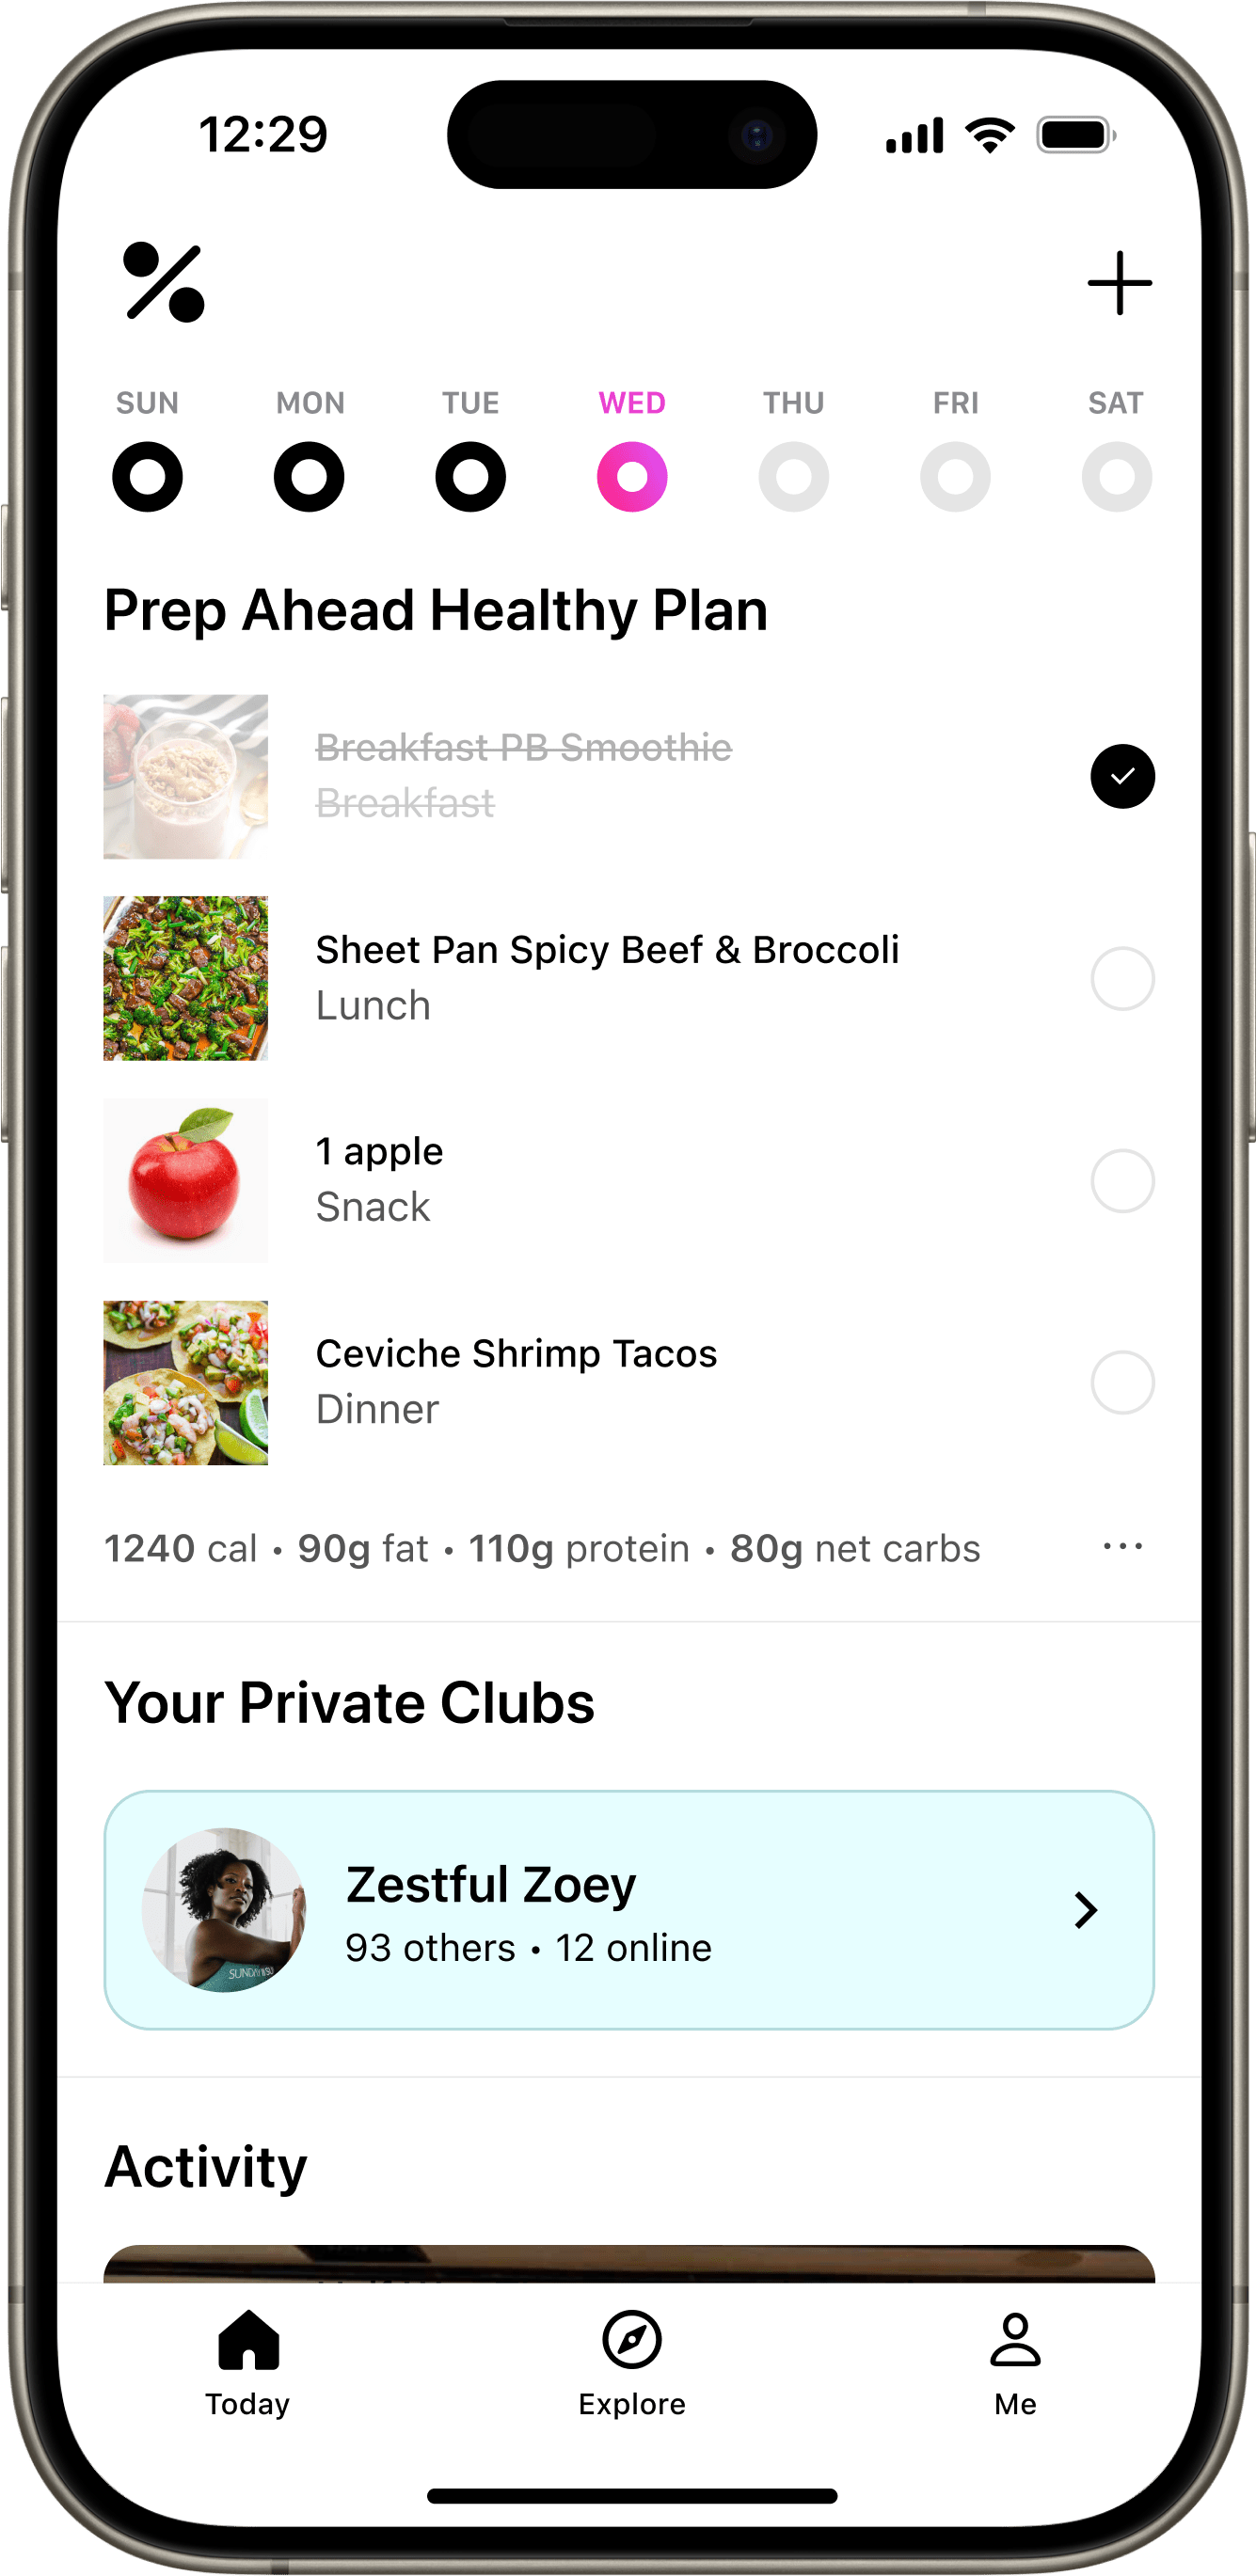 12:29
SUN MON TUE WED THU FRI SAT
Prep Ahead Healthy Plan
Breakfast PB Smoothie
Breakfast
Sheet Pan Spicy Beef & Broccoli
Lunch
1 apple
Snack
Ceviche Shrimp Tacos
Dinner
1240 cal • 90g fat • 110g protein • 80g net carbs
Your Private Clubs
Zestful Zoey
93 others • 12 online
Activity
Today Explore Me